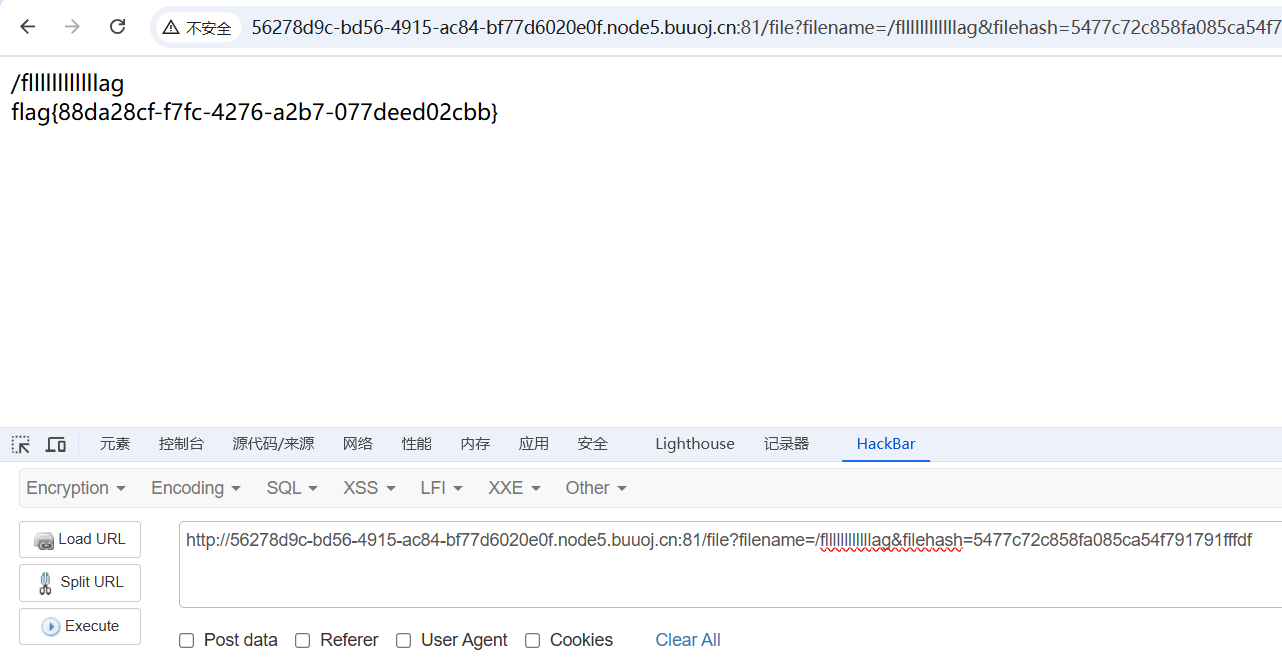 不安全 56278d9c-bd56-4915-ac84-bf77d6020e0f.node5.buuoj.cn:81/file?filename=/fllllllllllllag&filehash=5477c72c858fa085ca54f7
/fllllllllllllag
flag{88da28cf-f7fc-4276-a2b7-077deed02cbb}
元素 控制台 源代码/来源 网络 性能 内存 应用 安全 Lighthouse 记录器 HackBar
Encryption Encoding SQL XSS LFI XXE Other
Load URL
http://56278d9c-bd56-4915-ac84-bf77d6020e0f.node5.buuoj.cn:81/file?filename=/fllllllllllllag&filehash=5477c72c858fa085ca54f791791fffdf
Split URL
Execute
Post data Referer User Agent Cookies Clear All